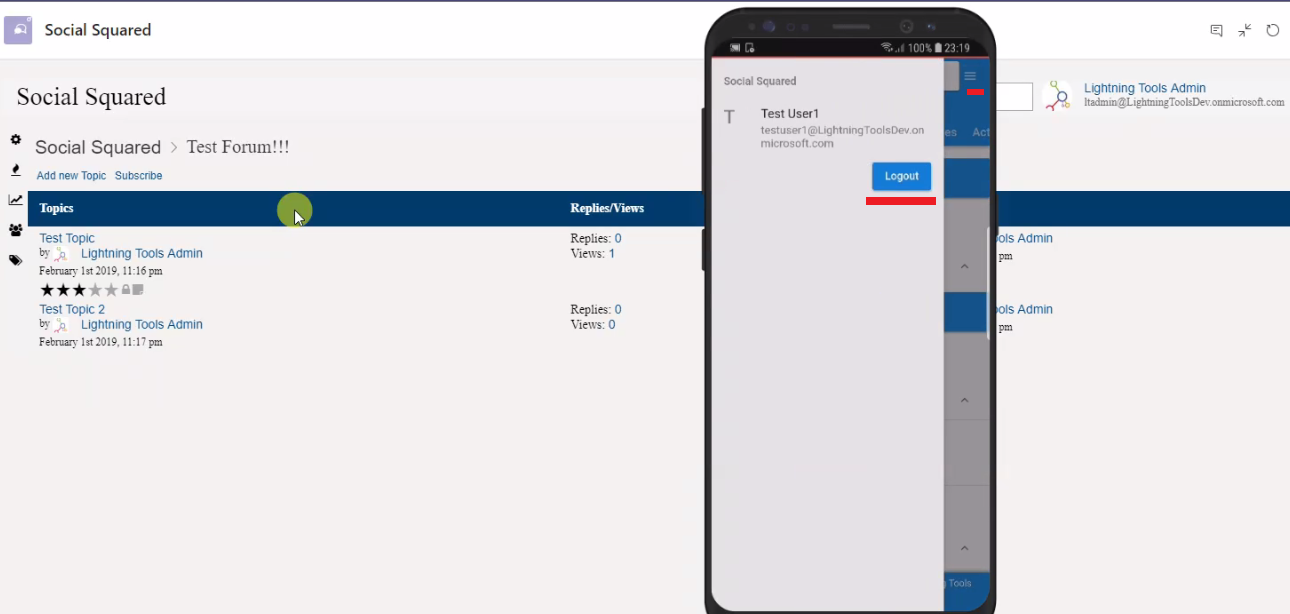 Social Squared
Social Squared
Lightning Tools Admin
ltadmin@LightningToolsDev.onmicrosoft.com
Social Squared > Test Forum!!!
Add new Topic Subscribe
Topics Replies/Views
Test Topic Replies: 0
by Lightning Tools Admin Views: 1
February 1st 2019, 11:16 pm
Test Topic 2 Replies: 0
by Lightning Tools Admin Views: 0
February 1st 2019, 11:17 pm
100% 23:19
Social Squared
T Test User1
testuser1@LightningToolsDev.on
microsoft.com
Logout
es Act
Tools
ols Admin
pm
ols Admin
pm